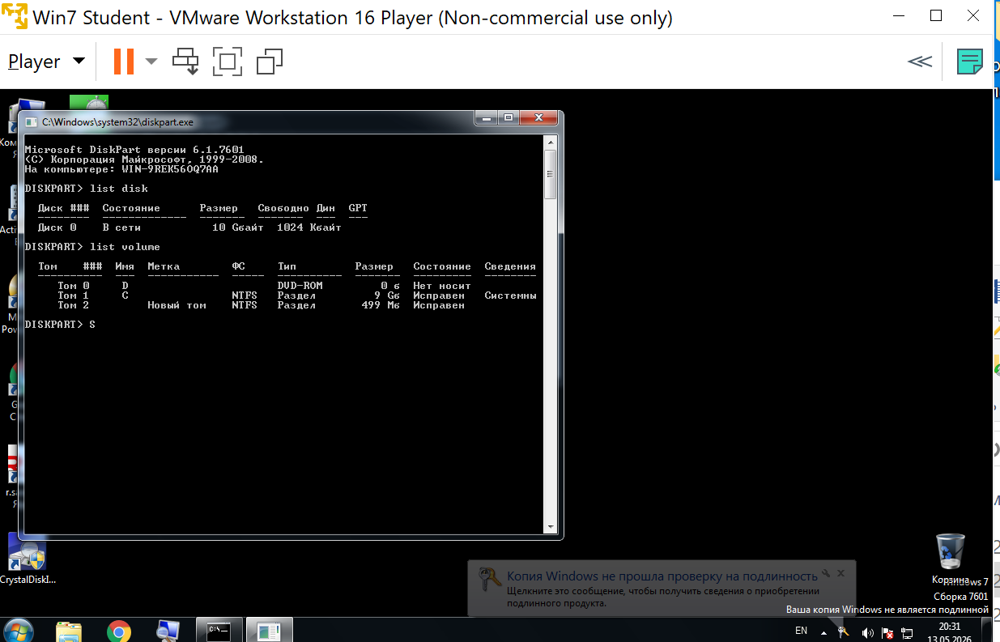 Win7 Student - VMware Workstation 16 Player (Non-commercial use only)
Player
C:\Windows\system32\diskpart.exe
Microsoft DiskPart версии 6.1.7601
(C) Корпорация Майкрософт, 1999-2008.
На компьютере: WIN-9REK56OQ7AA
DISKPART> list disk
Диск ### Состояние Размер Свободно Дин GPT
-------- ------------- ------- ------- --- ---
Диск 0 В сети 10 Gбайт 1024 Kбайт
DISKPART> list volume
Том ### Имя Метка ФС Тип Размер Состояние Сведения
---------- --- ----------- ----- ---------- ------- --------- --------
Том 0 D DVD-ROM 0 б Нет носит
Том 1 C NTFS Раздел 9 Gб Исправен Системны
Том 2 Новый том NTFS Раздел 499 Mб Исправен
DISKPART> S
CrystalDiskI...
Копия Windows не прошла проверку на подлинность
Щелкните это сообщение, чтобы получить сведения о приобретении
подлинного продукта.
Корзина
Windows 7
Сборка 7601
Ваша копия Windows не является подлинной
C:\_
EN
20:31
13.05.2026